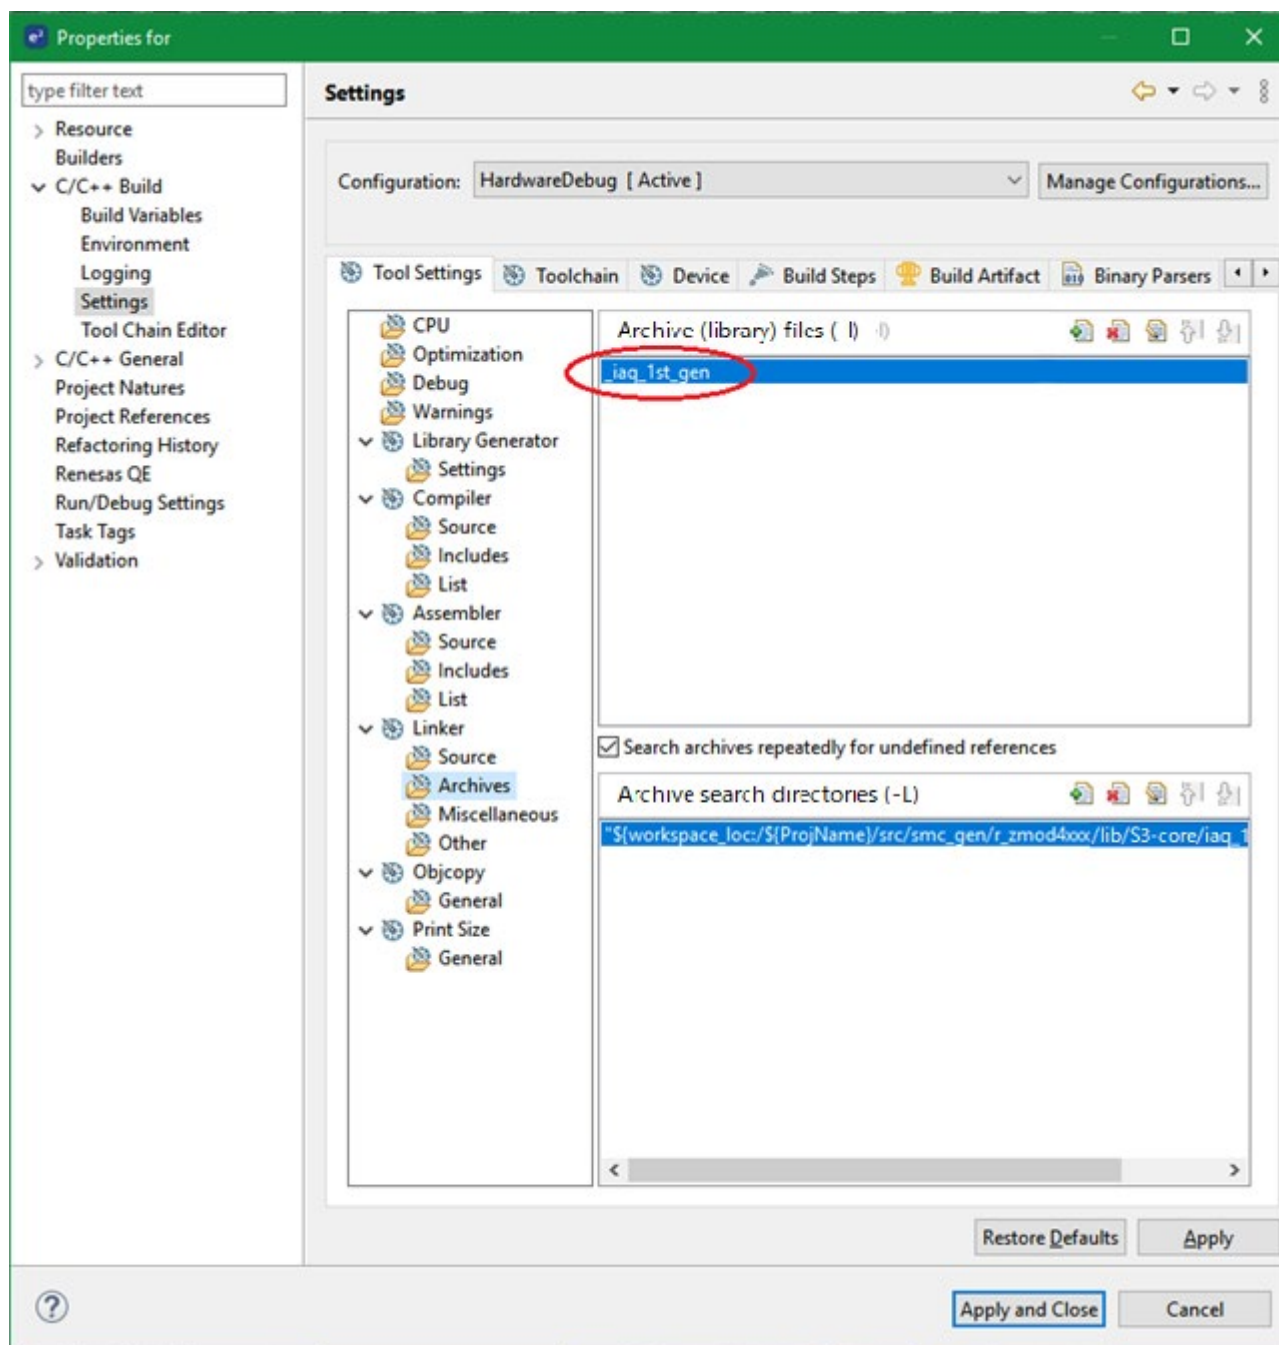 e² Properties for
type filter text
Resource
Builders
C/C++ Build
Build Variables
Environment
Logging
Settings
Tool Chain Editor
C/C++ General
Project Natures
Project References
Refactoring History
Renesas QE
Run/Debug Settings
Task Tags
Validation
Settings
Configuration: HardwareDebug [ Active ] Manage Configurations...
Tool Settings Toolchain Device Build Steps Build Artifact Binary Parsers
CPU
Optimization
Debug
Warnings
Library Generator
Settings
Compiler
Source
Includes
List
Assembler
Source
Includes
List
Linker
Source
Archives
Miscellaneous
Other
Objcopy
General
Print Size
General
Archive (library) files (-l)
_iaq_1st_gen
Search archives repeatedly for undefined references
Archive search directories (-L)
"${workspace_loc:/${ProjName}/src/smc_gen/r_zmod4xxx/lib/S3-core/iaq_1
Restore Defaults Apply
? Apply and Close Cancel